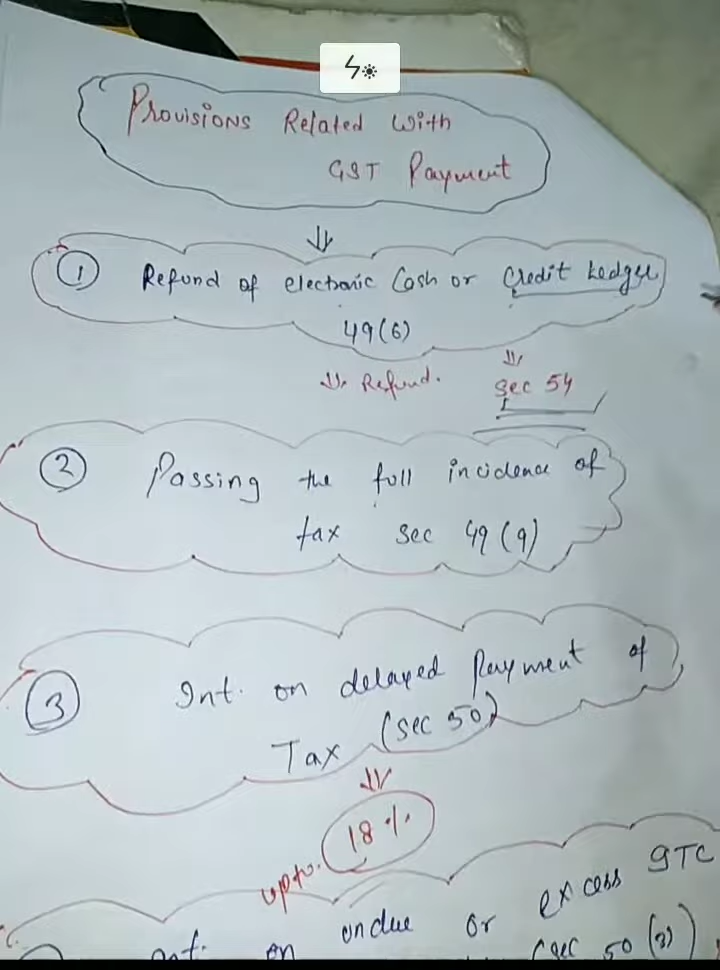 Provisions Related With
GST Payment
① Refund of electronic Cash or Credit Ledger
49(6)
⇓ Refund.
⇓
Sec 54
② Passing the full incidence of
tax Sec 49(9)
③ Int. on delayed Payment of
Tax (Sec 50)
⇓
upto. 18%
Int. on undue or excess ITC
(Sec 50(3))